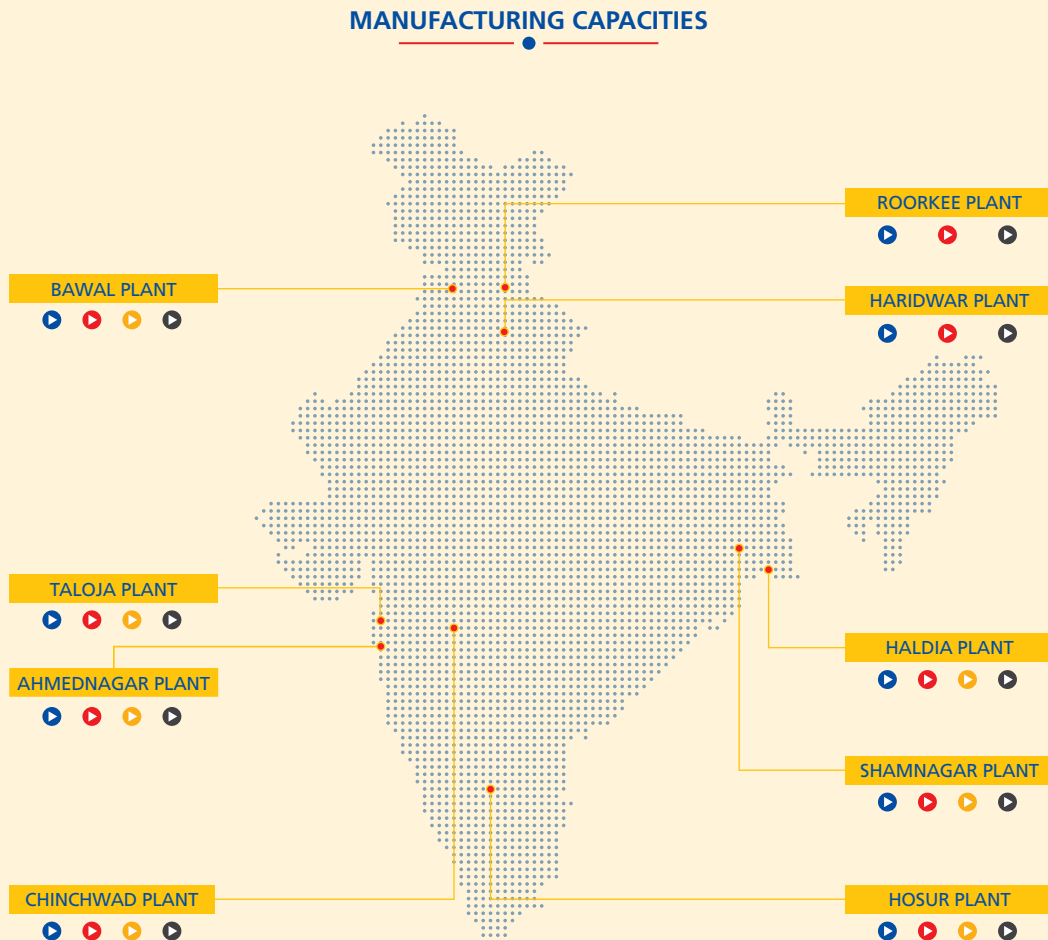 MANUFACTURING CAPACITIES
ROORKEE PLANT
BAWAL PLANT
HARIDWAR PLANT
TALOJA PLANT
HALDIA PLANT
AHMEDNAGAR PLANT
SHAMNAGAR PLANT
CHINCHWAD PLANT
HOSUR PLANT